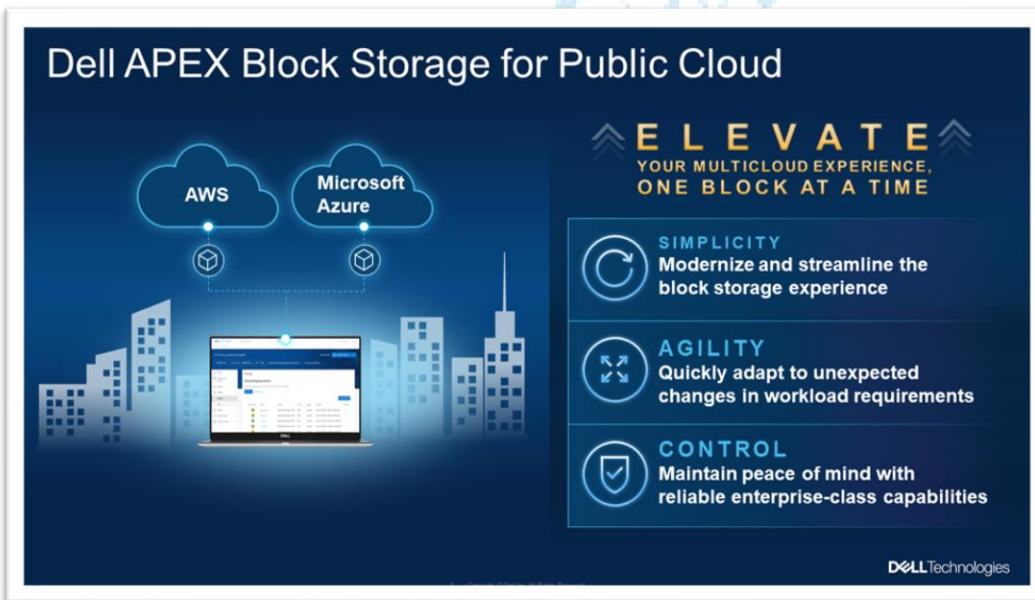 Dell APEX Block Storage for Public Cloud
AWS
Microsoft
Azure
DELL
ELEVATE
YOUR MULTICLOUD EXPERIENCE,
ONE BLOCK AT A TIME
SIMPLICITY
Modernize and streamline the
block storage experience
AGILITY
Quickly adapt to unexpected
changes in workload requirements
CONTROL
Maintain peace of mind with
reliable enterprise-class capabilities
DELLTechnologies